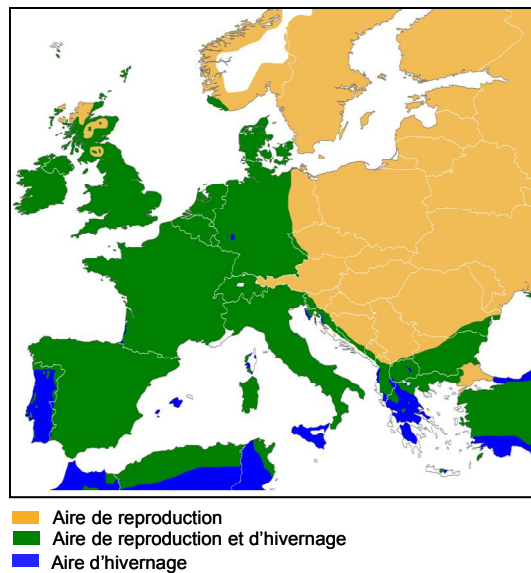 Aire de reproduction
Aire de reproduction et d'hivernage
Aire d'hivernage